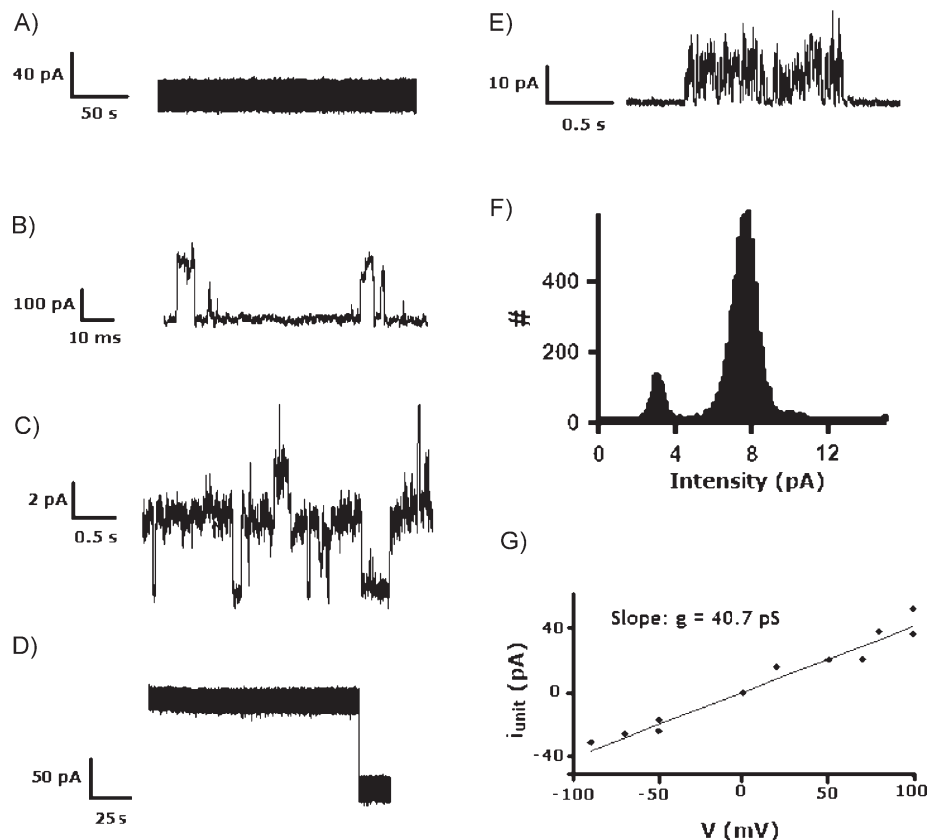 A)
40 pA
50 s
B)
100 pA
10 ms
C)
2 pA
0.5 s
D)
50 pA
25 s
E)
10 pA
0.5 s
F)
#
400
200
0
0 4 8 12
Intensity (pA)
G)
Slope: g = 40.7 pS
i unit (pA)
40
0
-40
-100 -50 0 50 100
V (mV)